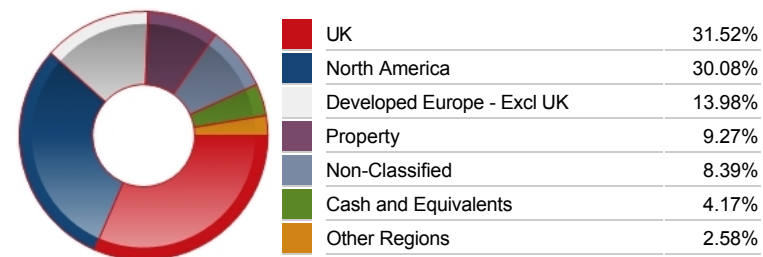 UK 31.52%
North America 30.08%
Developed Europe - Excl UK 13.98%
Property 9.27%
Non-Classified 8.39%
Cash and Equivalents 4.17%
Other Regions 2.58%